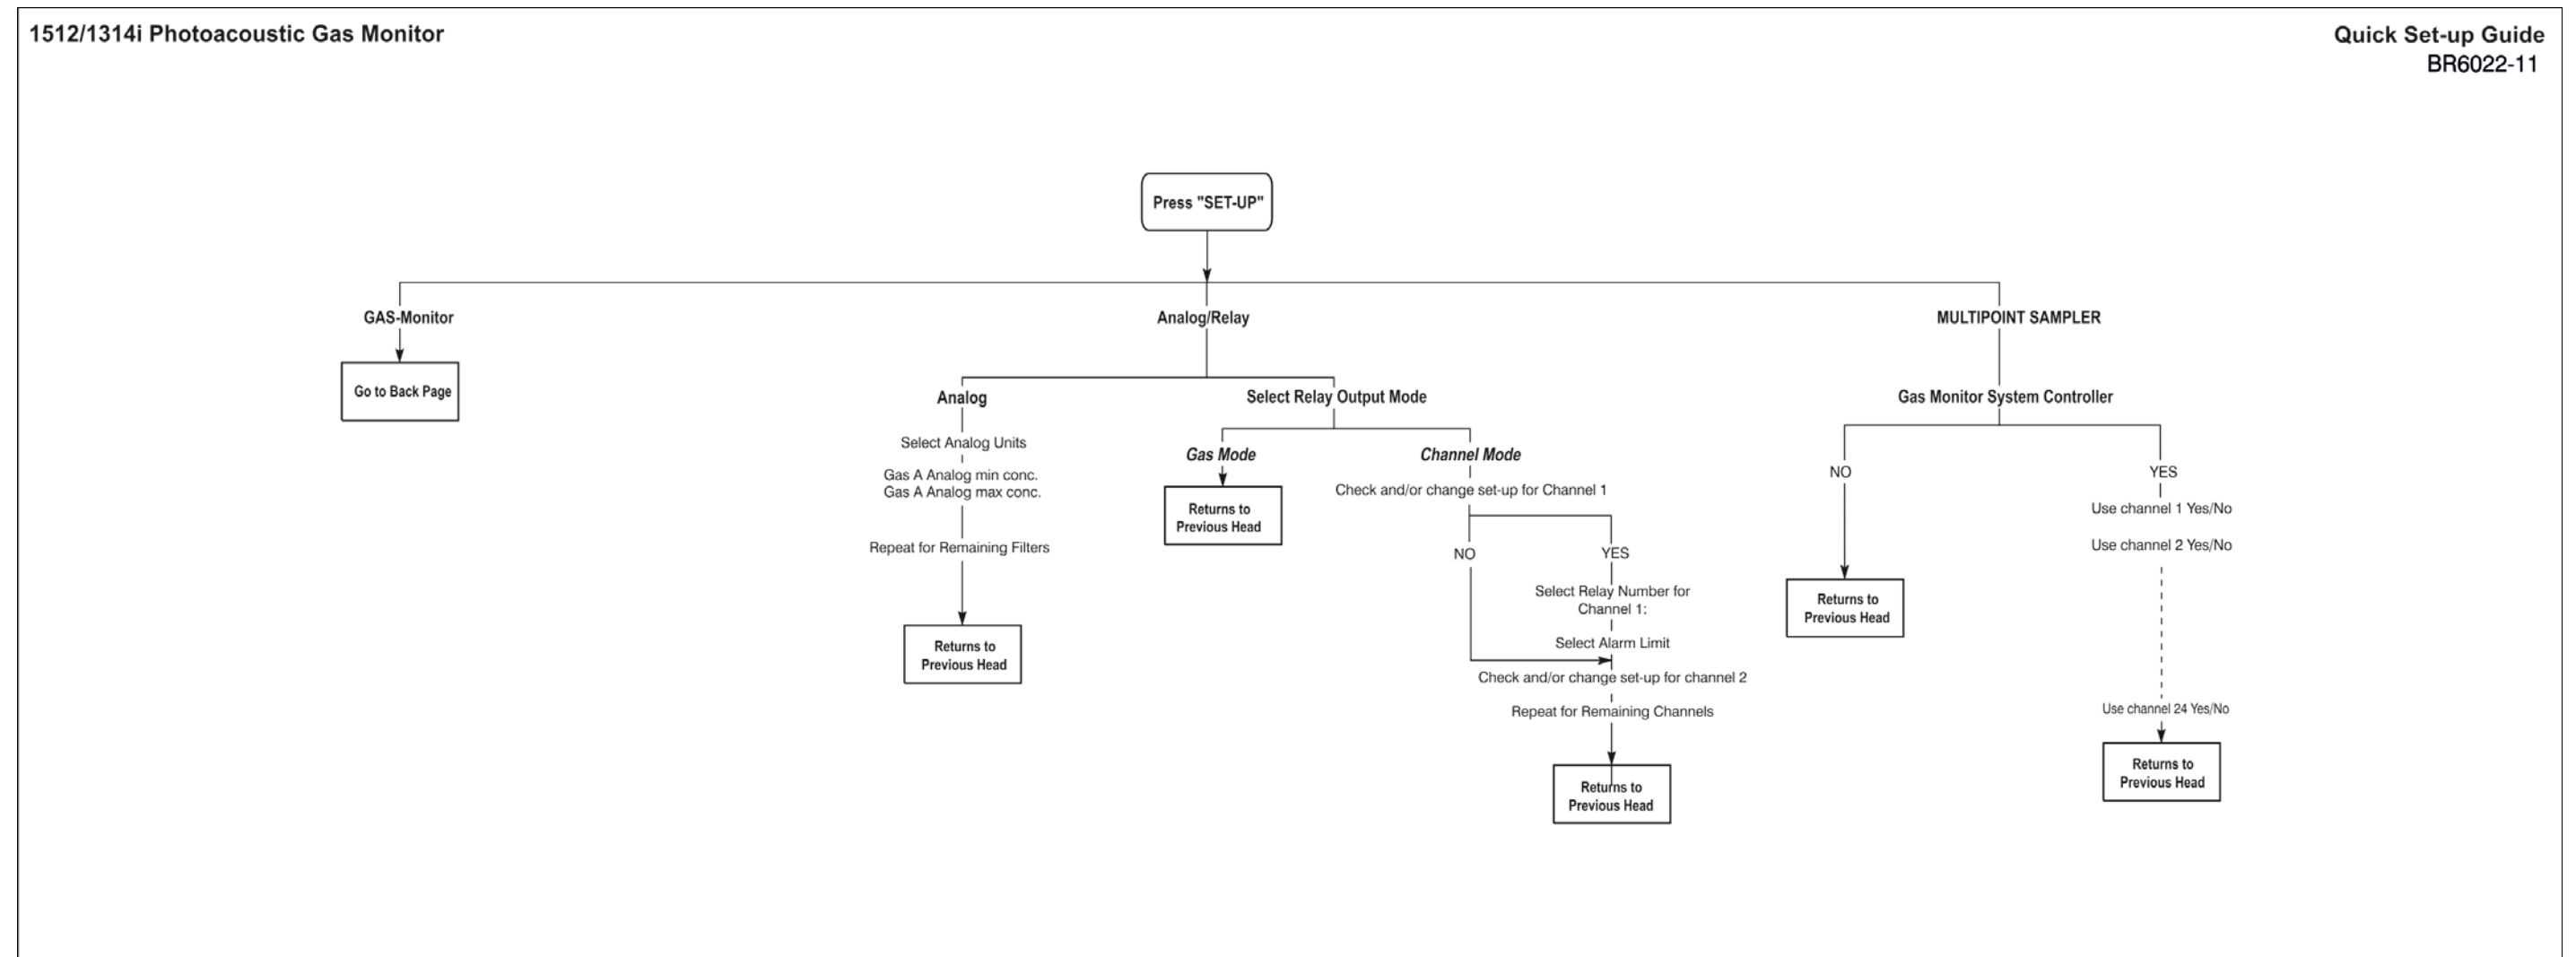 1512/1314i Photoacoustic Gas Monitor
Quick Set-up Guide
BR6022-11
Press "SET-UP"
GAS-Monitor
Go to Back Page
Analog/Relay
Analog
Select Analog Units
Gas A Analog min conc.
Gas A Analog max conc.
Repeat for Remaining Filters
Returns to
Previous Head
Select Relay Output Mode
Gas Mode
Returns to
Previous Head
Channel Mode
Check and/or change set-up for Channel 1
NO
YES
Select Relay Number for
Channel 1:
Select Alarm Limit
Check and/or change set-up for channel 2
Repeat for Remaining Channels
Returns to
Previous Head
MULTIPOINT SAMPLER
Gas Monitor System Controller
NO
Returns to
Previous Head
YES
Use channel 1 Yes/No
Use channel 2 Yes/No
Use channel 24 Yes/No
Returns to
Previous Head